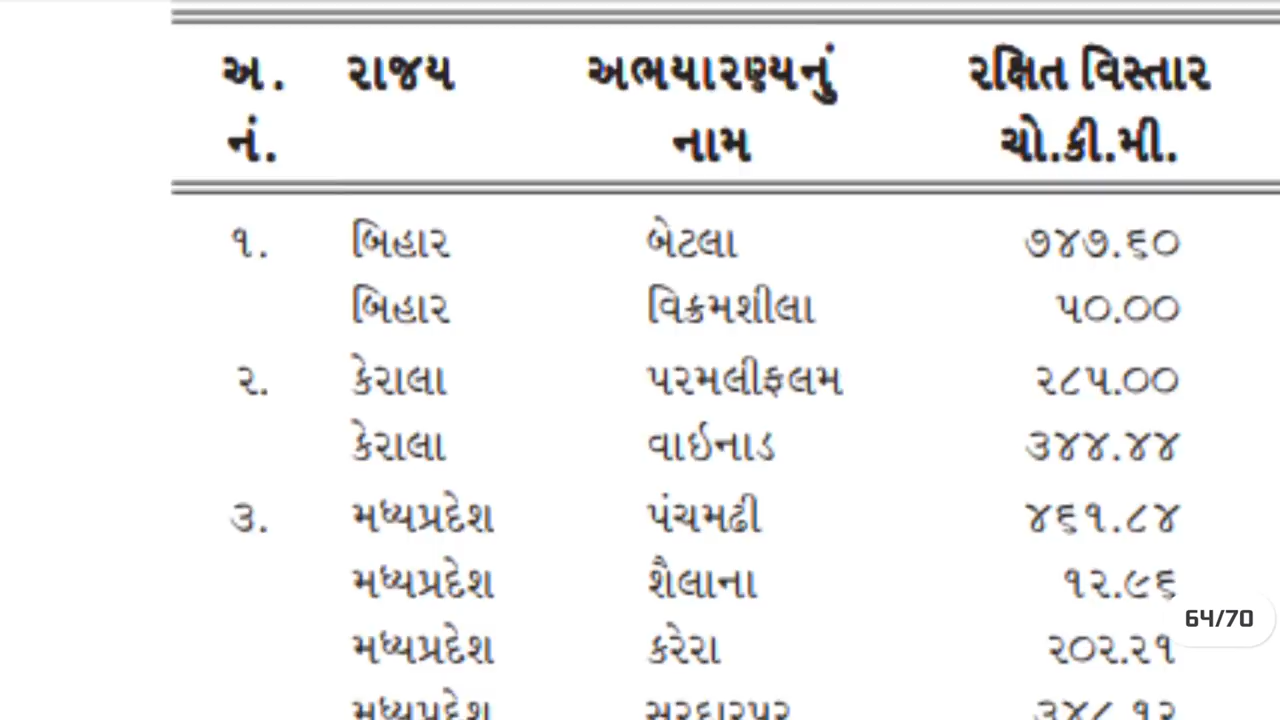 અ. રાજ્ય અભયારણ્યનું રક્ષિત વિસ્તાર
નં. નામ ચો.કી.મી.
૧. બિહાર બેટલા ૭૪૭.૬૦
બિહાર વિક્રમશીલા ૫૦.૦૦
૨. કેરાલા પરમલીફલમ ૨૮૫.૦૦
કેરાલા વાઇનાડ ૩૪૪.૪૪
૩. મધ્યપ્રદેશ પંચમઢી ૪૬૧.૮૪
મધ્યપ્રદેશ શૈલાના ૧૨.૯૬
64/70
મધ્યપ્રદેશ કરેરા ૨૦૨.૨૧
મધ્યપ્રદેશ સરદારપુર ૩૪૮.૧૨